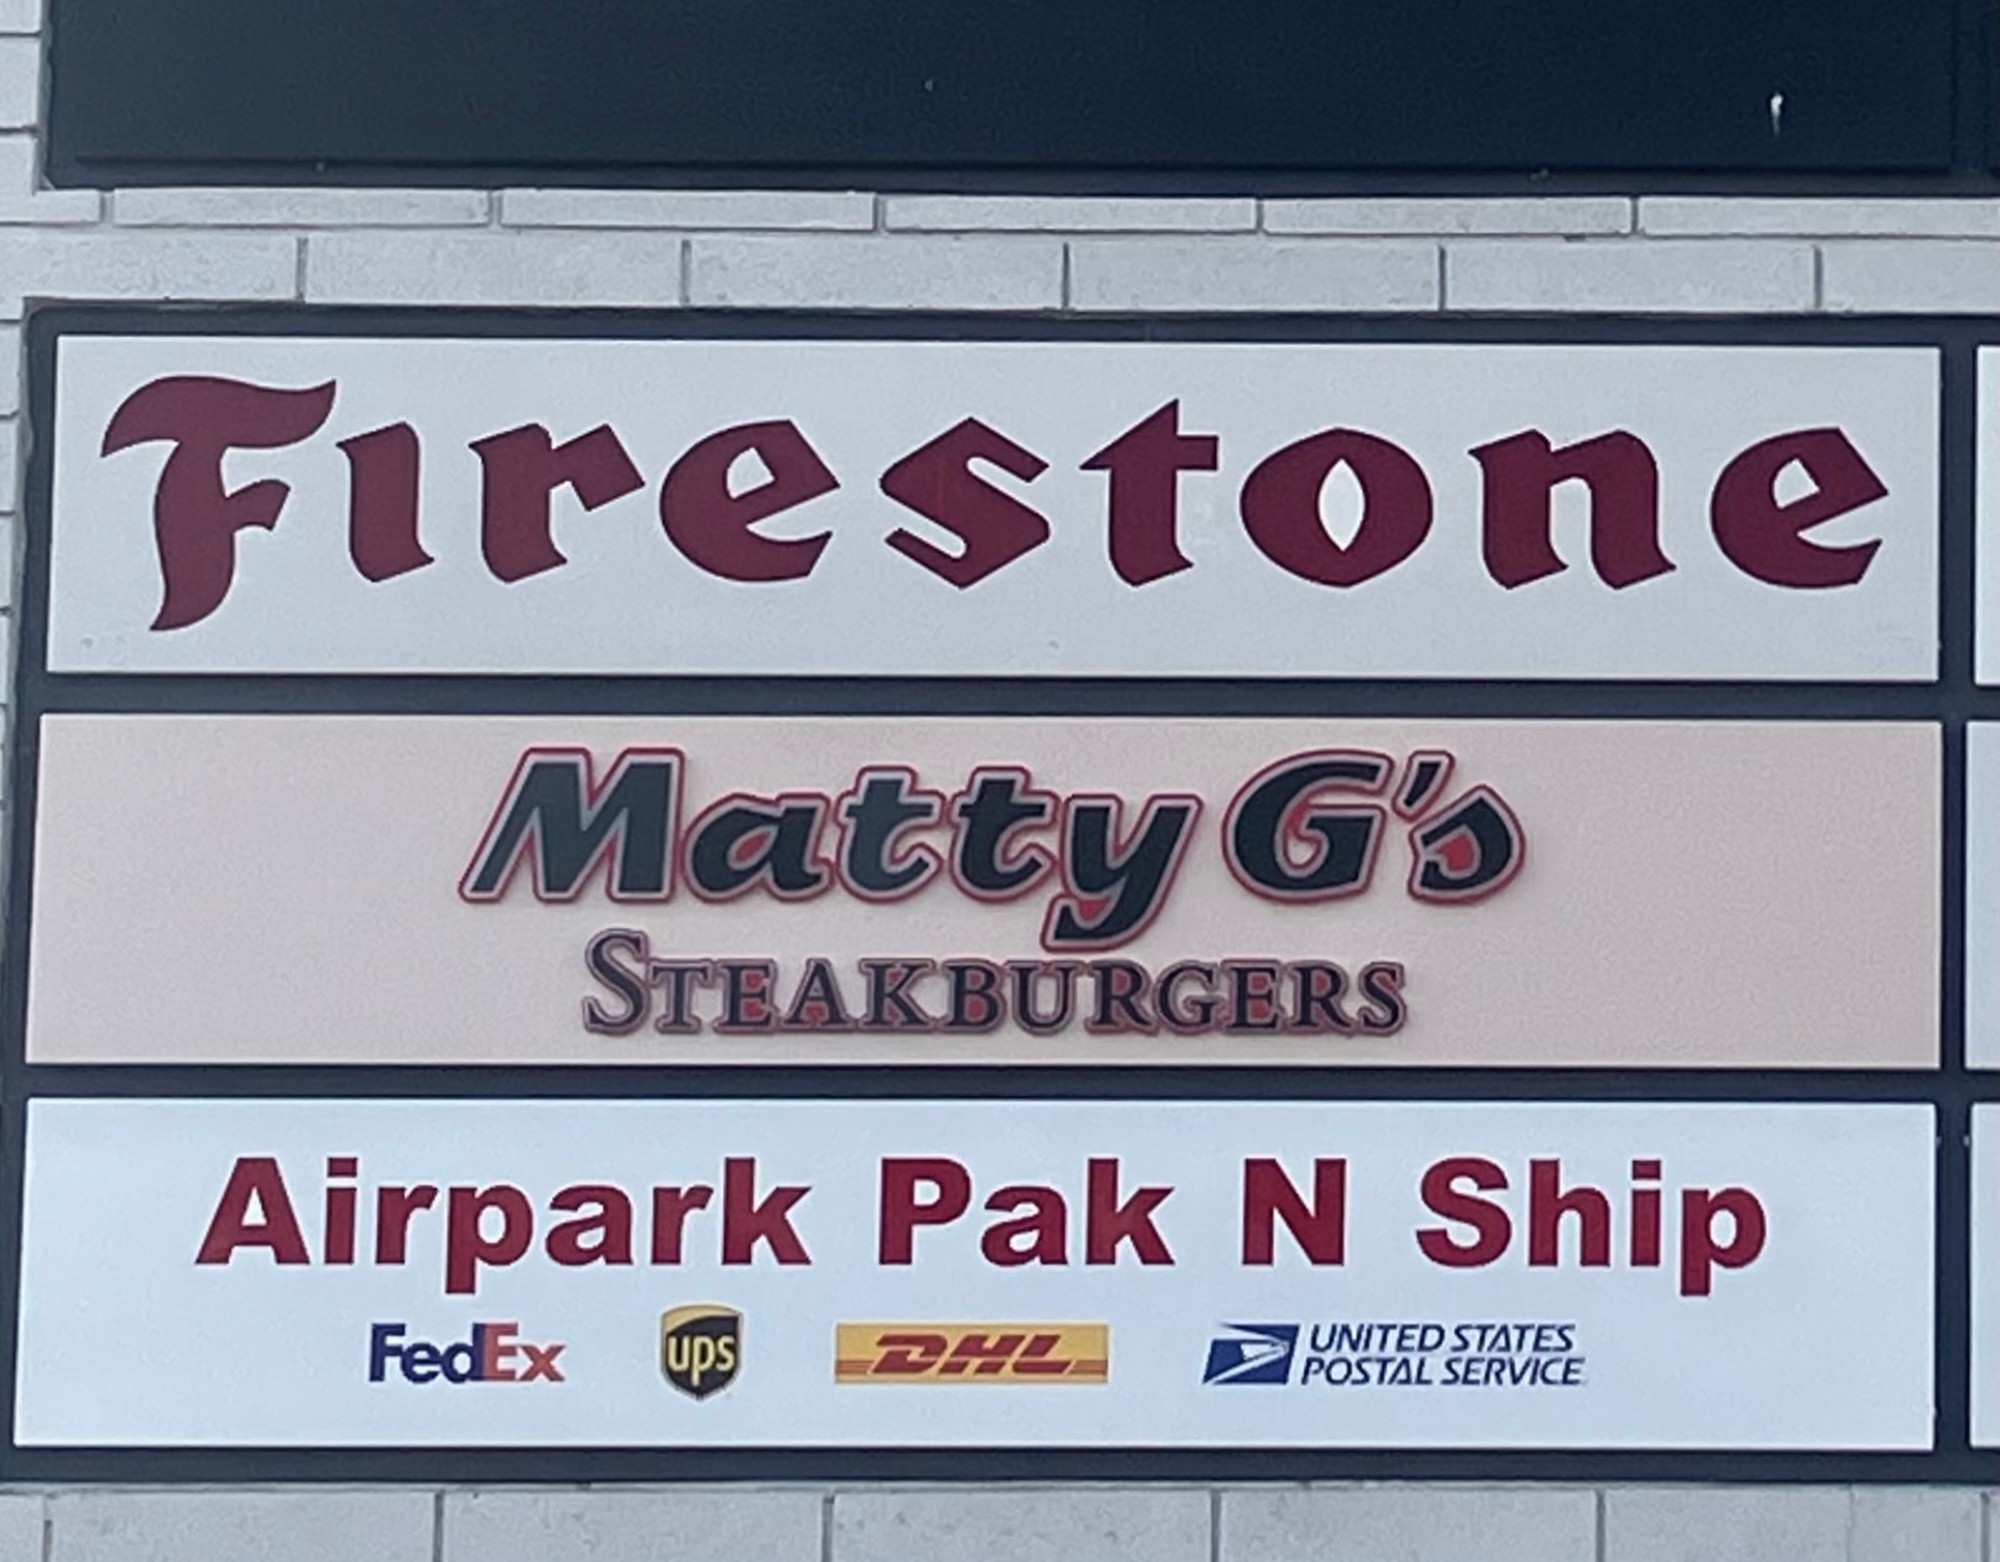 Firestone
Matty G's
STEAKBURGERS
Airpark Pak N Ship
FedEx ups DHL UNITED STATES
POSTAL SERVICE